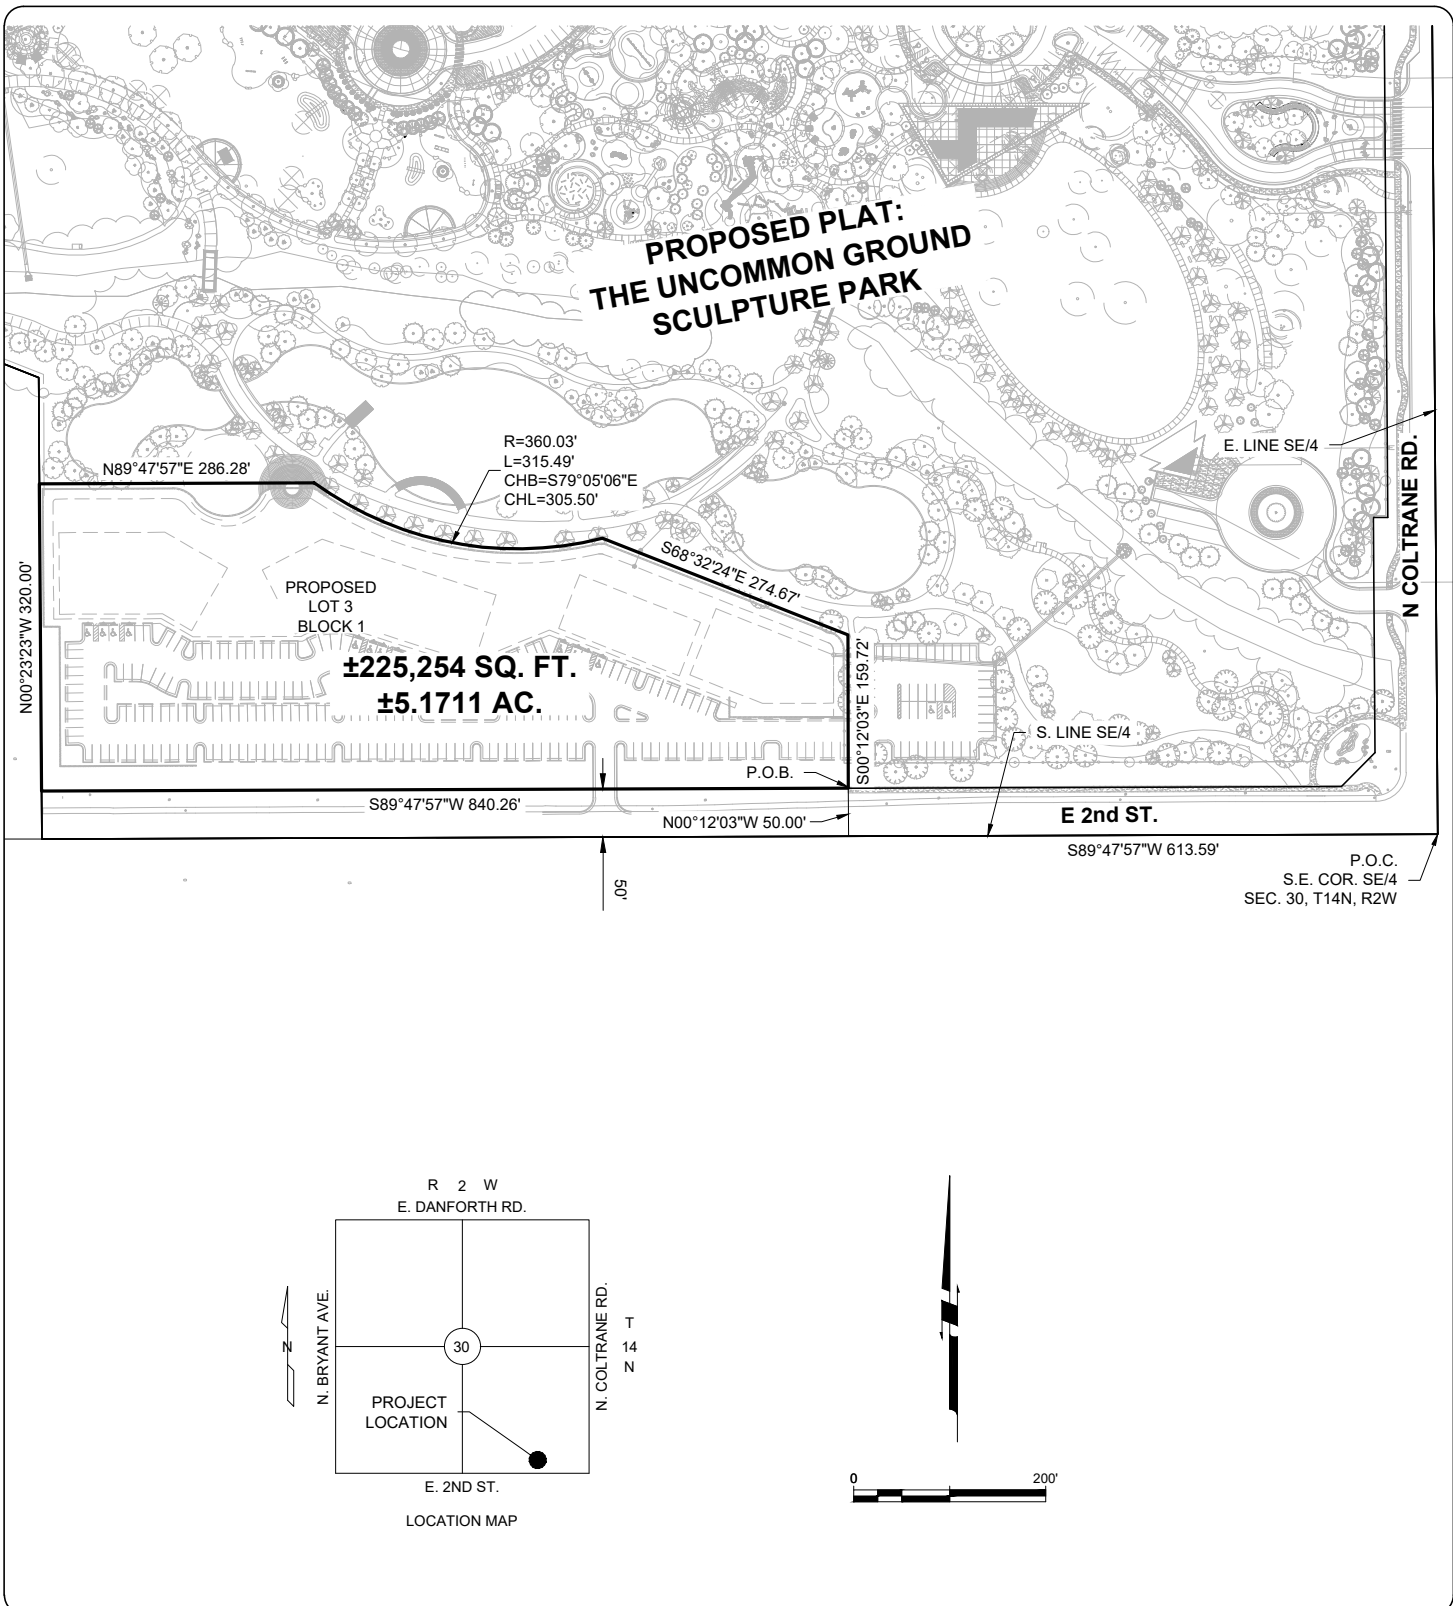 PROPOSED PLAT:
THE UNCOMMON GROUND
SCULPTURE PARK
E. LINE SE/4
N COLTRANE RD.
R=360.03'
L=315.49'
CHB=S79°05'06"E
CHL=305.50'
N89°47'57"E 286.28'
S68°32'24"E 274.67'
N00°23'23"W 320.00'
PROPOSED
LOT 3
BLOCK 1
±225,254 SQ. FT.
±5.1711 AC.
S00°12'03"E 159.72'
S. LINE SE/4
P.O.B.
S89°47'57"W 840.26'
N00°12'03"W 50.00'
E 2nd ST.
S89°47'57"W 613.59'
50'
P.O.C.
S.E. COR. SE/4
SEC. 30, T14N, R2W
R 2 W
E. DANFORTH RD.
N
N. BRYANT AVE.
30
N. COLTRANE RD.
T
14
N
PROJECT
LOCATION
E. 2ND ST.
LOCATION MAP
0 200'